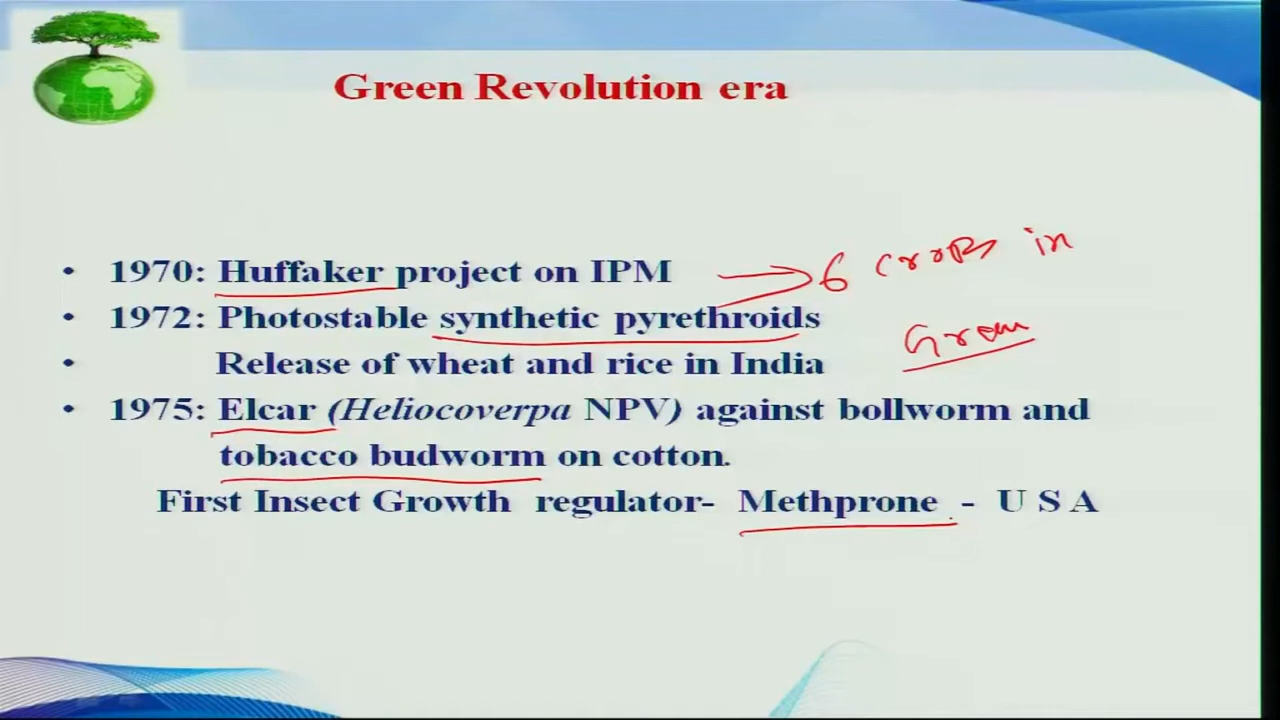 Green Revolution era
• 1970: Huffaker project on IPM
6 crops in
• 1972: Photostable synthetic pyrethroids
• Release of wheat and rice in India
• 1975: Elcar (Heliocoverpa NPV) against bollworm and
tobacco budworm on cotton.
First Insect Growth regulator- Methprone - U S A